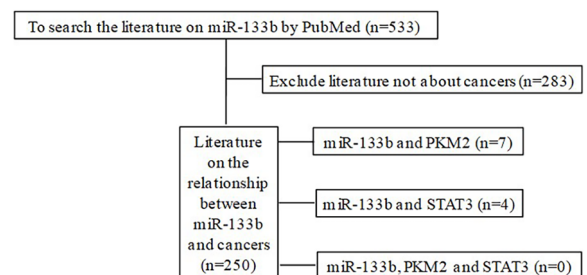 To search the literature on miR-133b by PubMed (n=533)
Exclude literature not about cancers (n=283)
Literature
on the
relationship
between
miR-133b
and cancers
(n=250)
miR-133b and PKM2 (n=7)
miR-133b and STAT3 (n=4)
miR-133b, PKM2 and STAT3 (n=0)